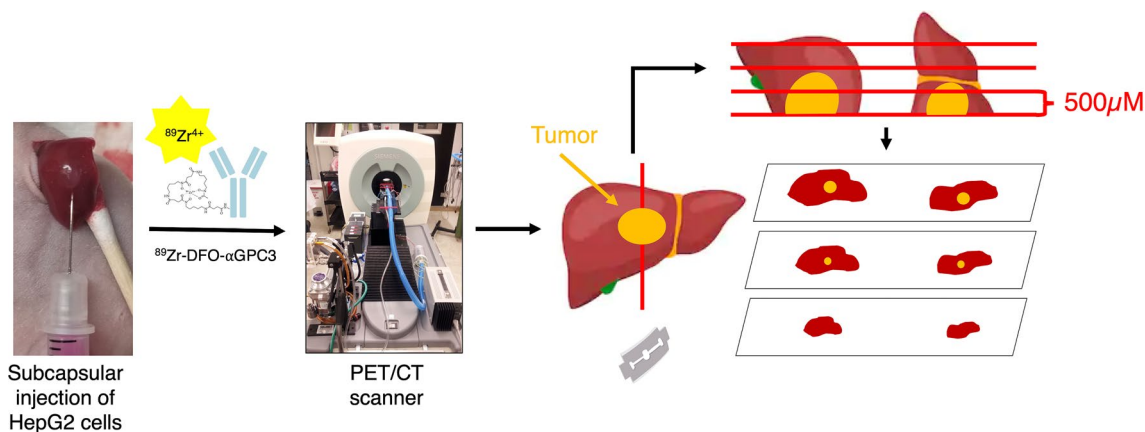 Subcapsular
injection of
HepG2 cells
⁸⁹Zr⁴⁺
⁸⁹Zr-DFO-αGPC3
PET/CT
scanner
Tumor
500µM